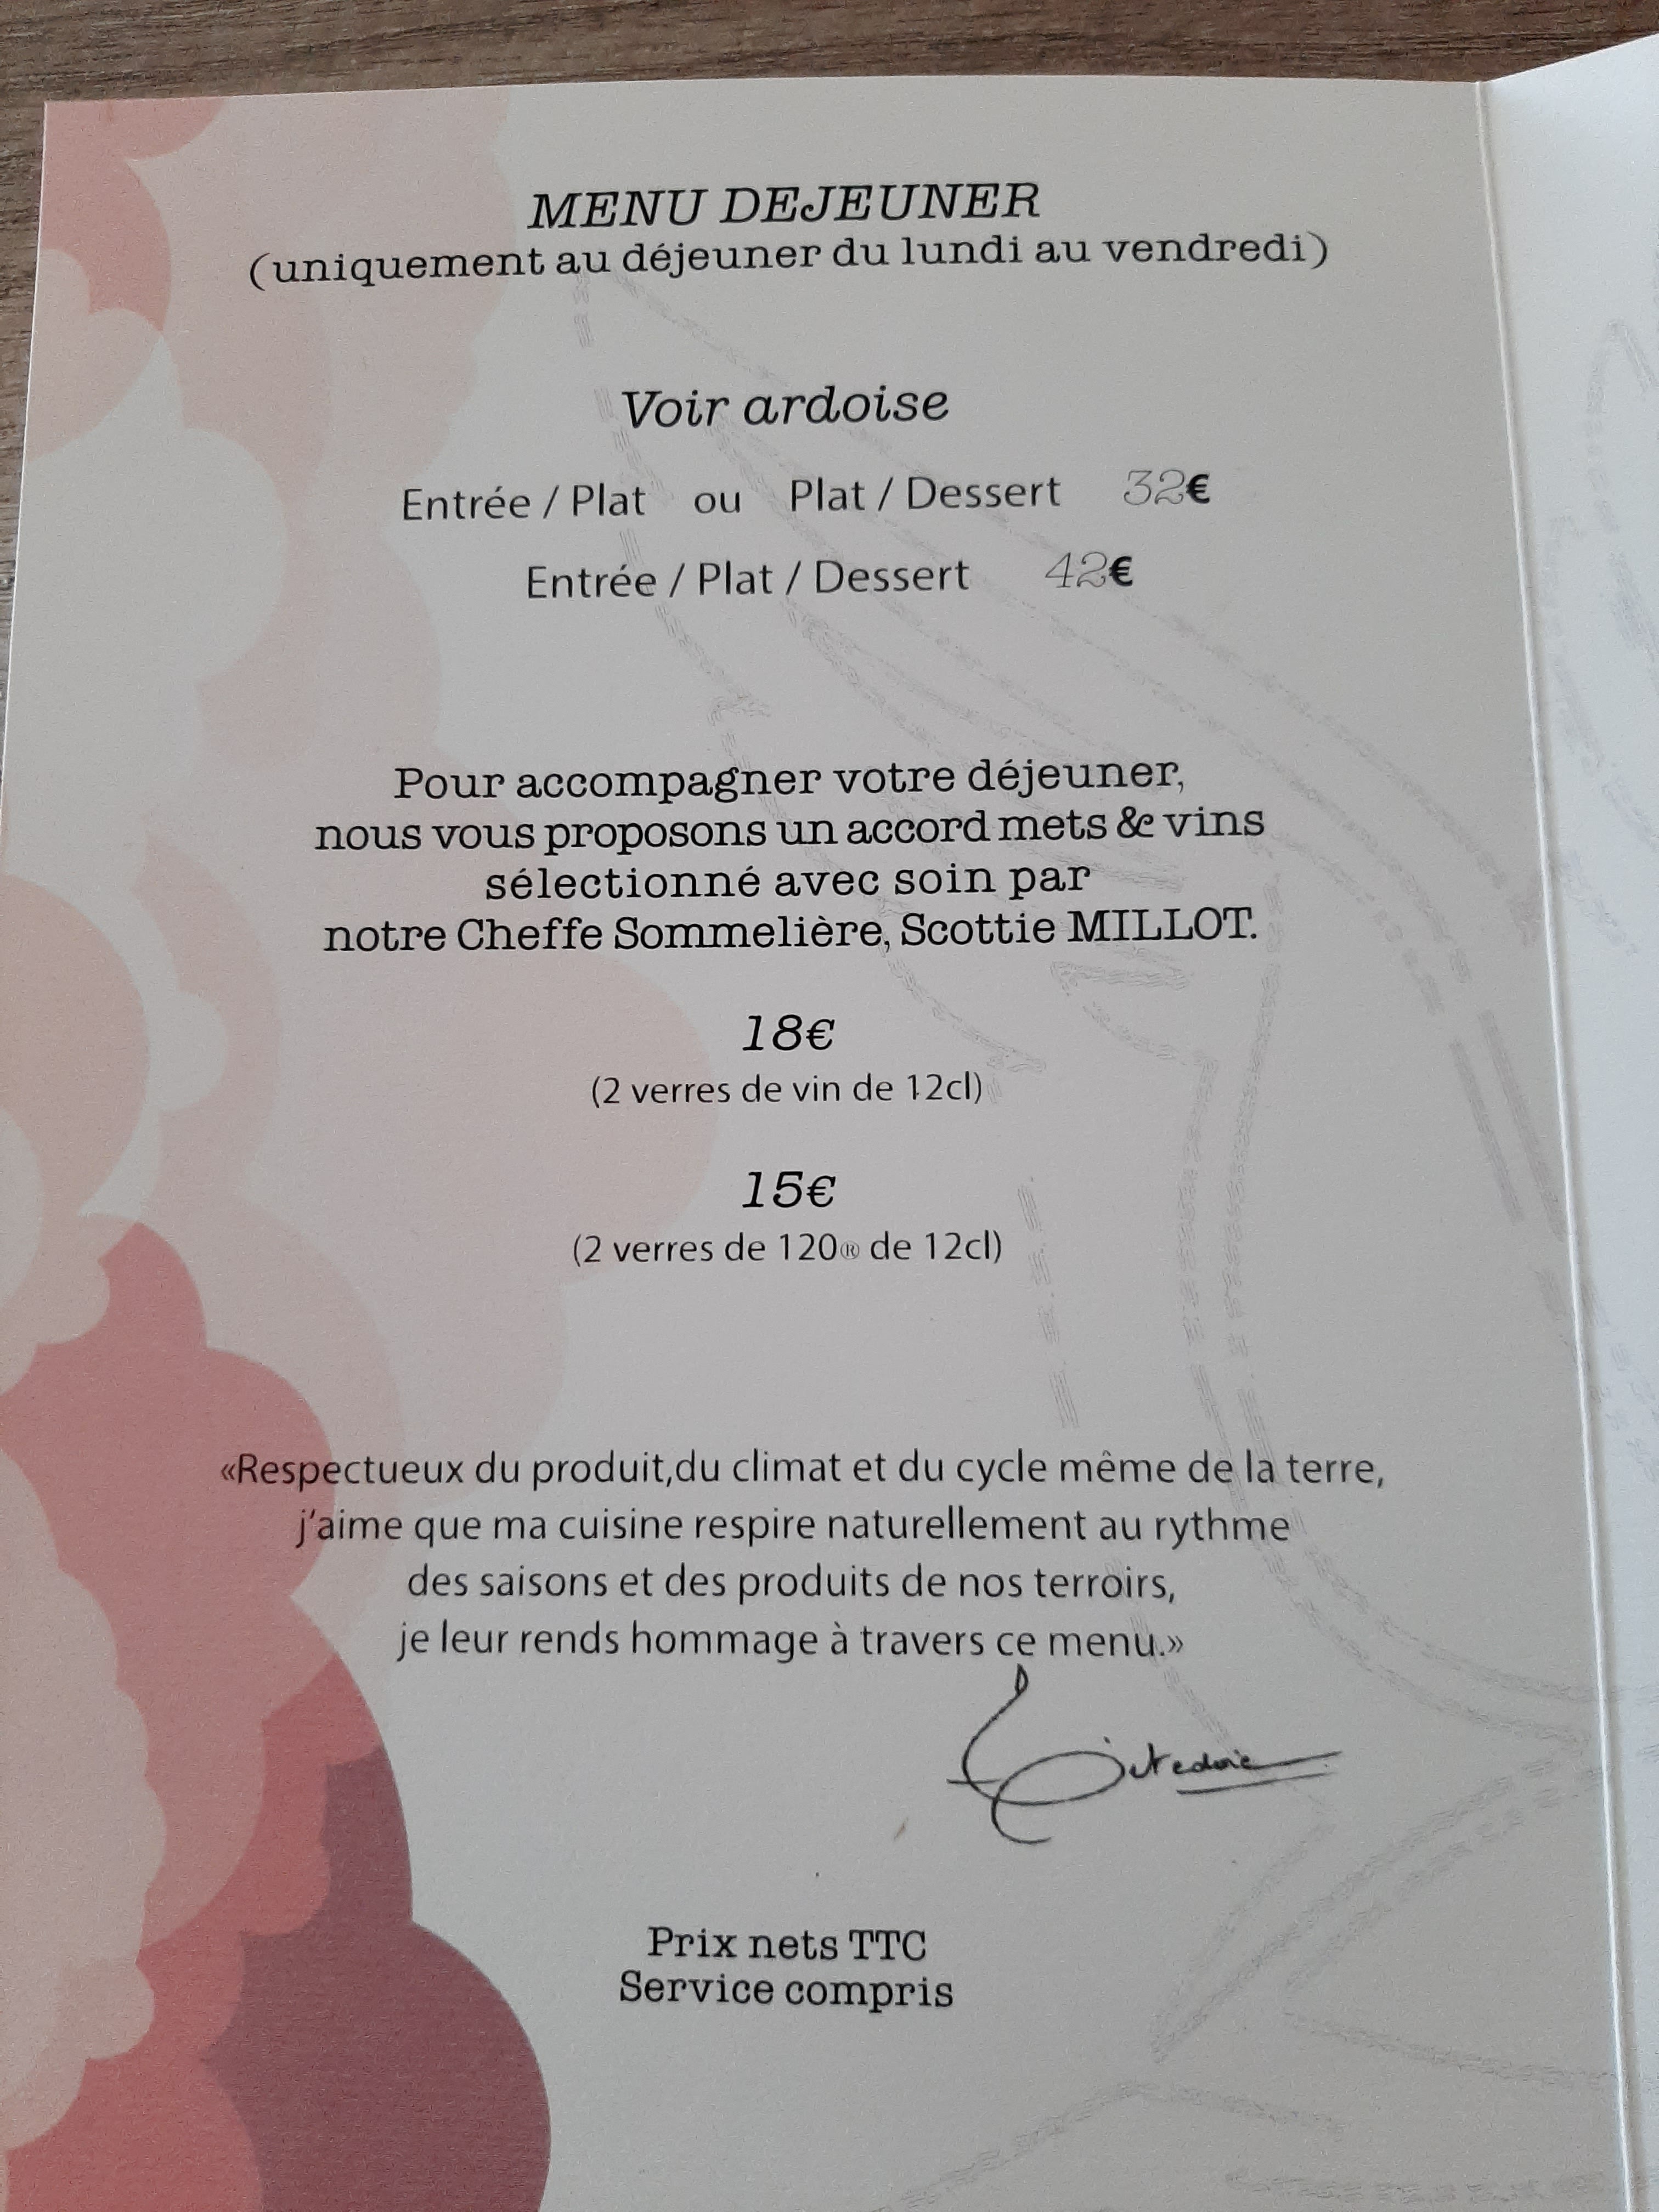 MENU DEJEUNER
(uniquement au déjeuner du lundi au vendredi)
Voir ardoise
Entrée / Plat ou Plat / Dessert 32€
Entrée / Plat / Dessert 42€
Pour accompagner votre déjeuner,
nous vous proposons un accord mets & vins
sélectionné avec soin par
notre Cheffe Sommelière, Scottie MILLOT.
18€
(2 verres de vin de 12cl)
15€
(2 verres de 120® de 12cl)
«Respectueux du produit,du climat et du cycle même de la terre,
j'aime que ma cuisine respire naturellement au rythme
des saisons et des produits de nos terroirs,
je leur rends hommage à travers ce menu.»
Prix nets TTC
Service compris